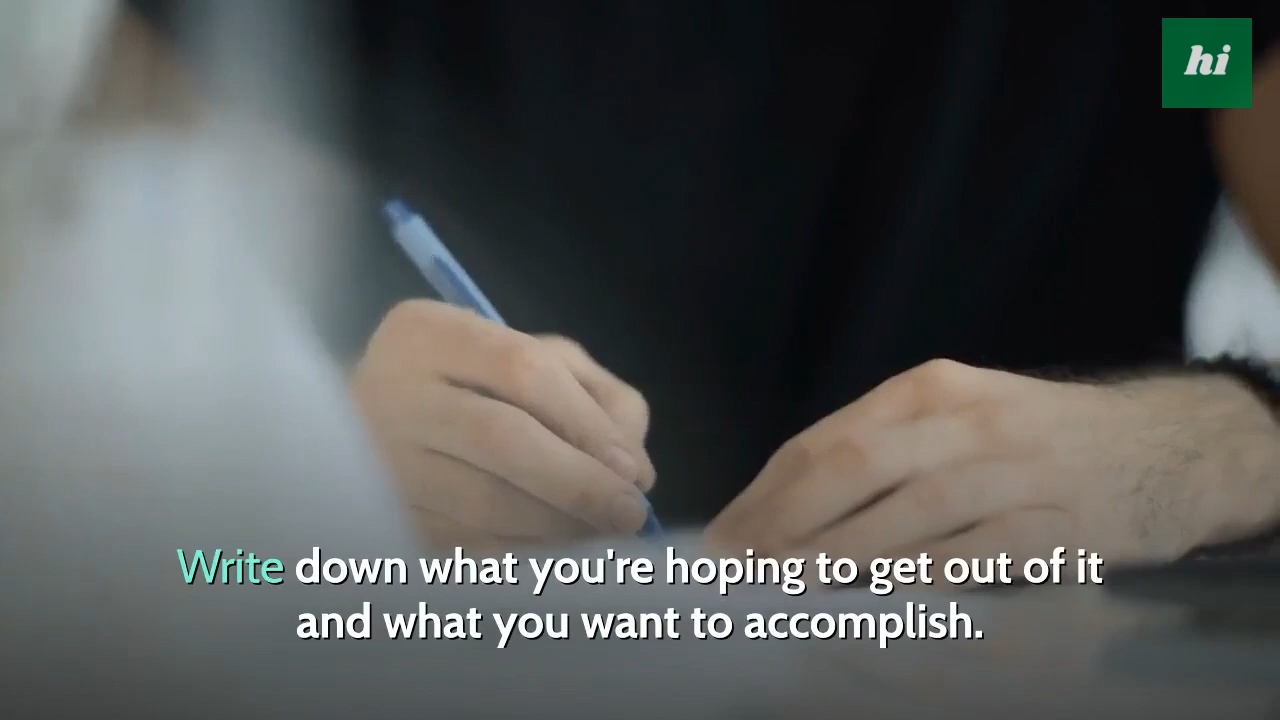 hi
Write down what you're hoping to get out of it
and what you want to accomplish.